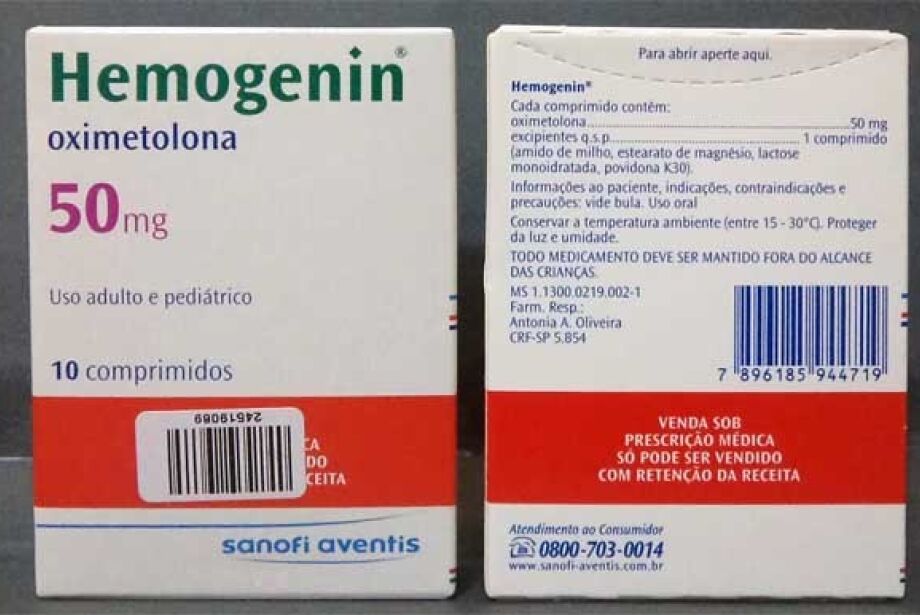 Hemogenin®
oximetolona
50mg
Uso adulto e pediátrico
10 comprimidos
24519089
CA
DO
CEITA
sanofi aventis
Para abrir aperte aqui.
Hemogenin®
Cada comprimido contêm:
oximetolona........................................................50 mg
excipientes q.s.p........................................ 1 comprimido
(amido de milho, estearato de magnésio, lactose
monoidratada, povidona K30).
Informações ao paciente, indicações, contraindicações e
precauções: vide bula. Uso oral
Conservar a temperatura ambiente (entre 15 - 30°C). Proteger
da luz e umidade.
TODO MEDICAMENTO DEVE SER MANTIDO FORA DO ALCANCE
DAS CRIANÇAS.
MS 1.1300.0219.002-1
Farm. Resp.:
Antonia A. Oliveira
CRF-SP 5.854
7 896185 944719
VENDA SOB
PRESCRIÇÃO MÉDICA
SÓ PODE SER VENDIDO
COM RETENÇÃO DA RECEITA
Atendimento ao Consumidor
0800-703-0014
www.sanofi-aventis.com.br